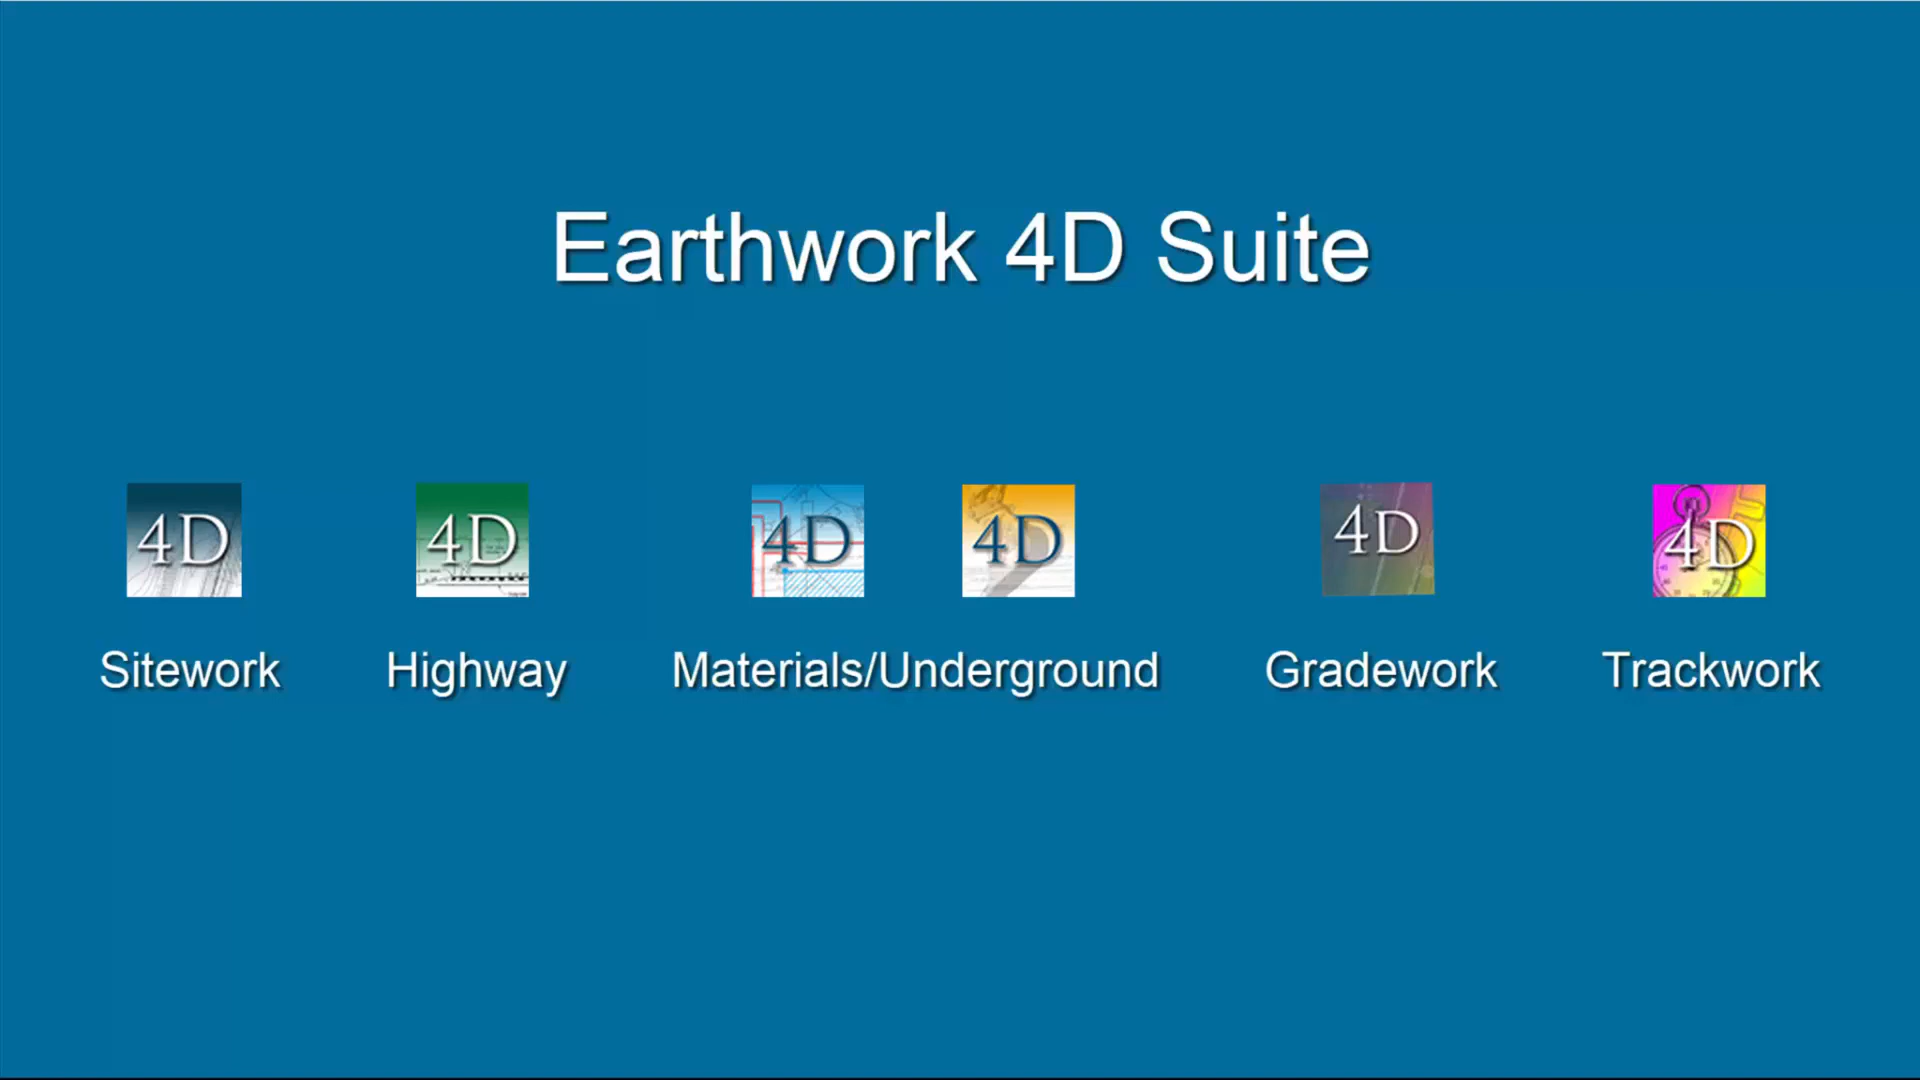 Earthwork 4D Suite
4D 4D 4D 4D 4D 4D
Sitework Highway Materials/Underground Gradework Trackwork